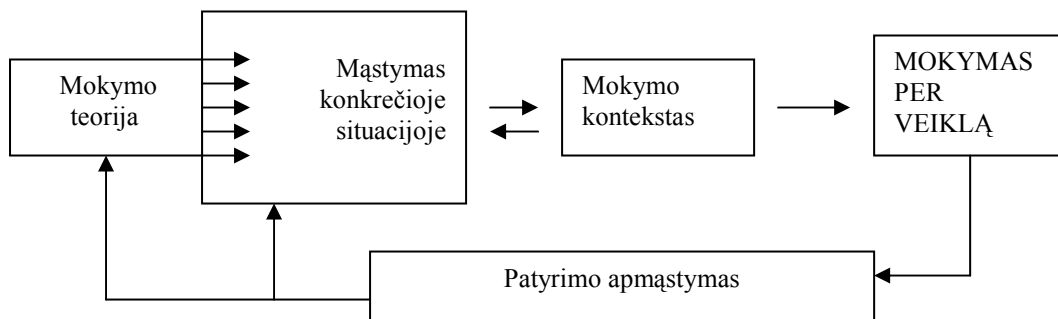 Mokymo
teorija
Mąstymas
konkrečioje
situacijoje
Mokymo
kontekstas
MOKYMAS
PER
VEIKLĄ
Patyrimo apmąstymas